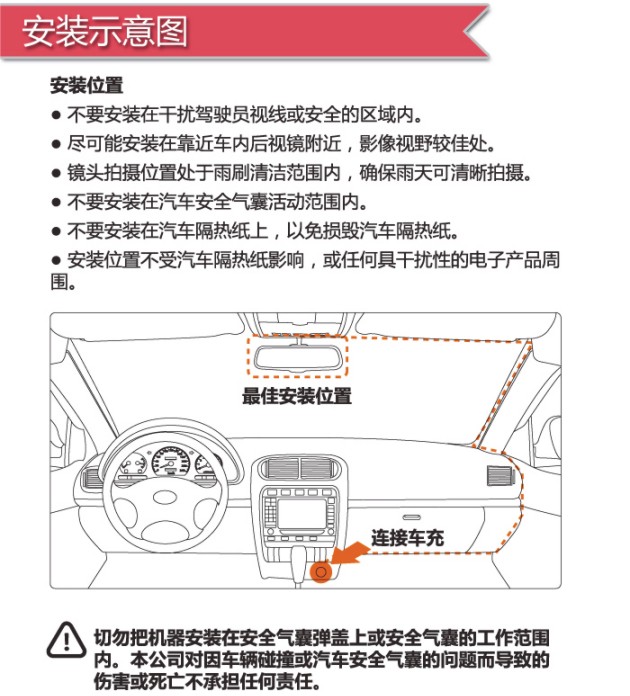 安装示意图
安装位置
● 不要安装在干扰驾驶员视线或安全的区域内。
● 尽可能安装在靠近车内后视镜附近，影像视野较佳处。
● 镜头拍摄位置处于雨刷清洁范围内，确保雨天可清晰拍摄。
● 不要安装在汽车安全气囊活动范围内。
● 不要安装在汽车隔热纸上，以免损毁汽车隔热纸。
● 安装位置不受汽车隔热纸影响，或任何具干扰性的电子产品周
围。
最佳安装位置
连接车充
切勿把机器安装在安全气囊弹盖上或安全气囊的工作范围
内。本公司对因车辆碰撞或汽车安全气囊的问题而导致的
伤害或死亡不承担任何责任。